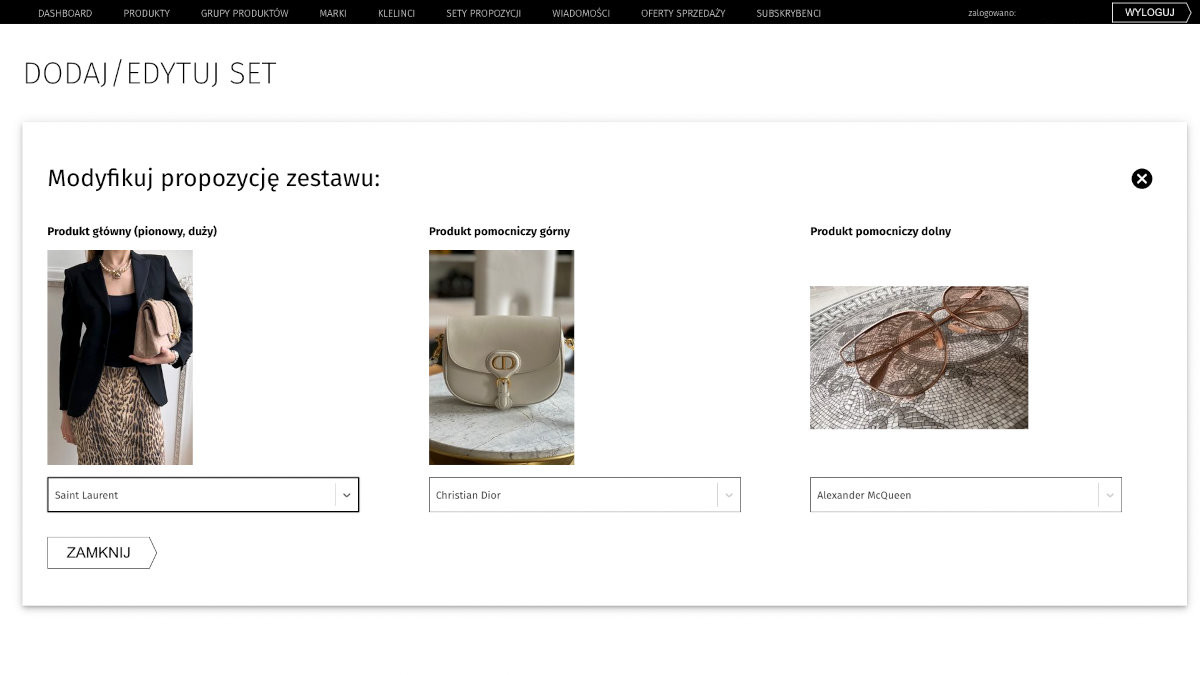 DASHBOARD PRODUKTY GRUPY PRODUKTÓW MARKI KLELINCI SETY PROPOZYCJI WIADOMOŚCI OFERTY SPRZEDAŻY SUBSKRYBENCI zalogowano: WYLOGUJ
DODAJ/EDYTUJ SET
Modyfikuj propozycję zestawu:
Produkt główny (pionowy, duży) Produkt pomocniczy górny Produkt pomocniczy dolny
Saint Laurent Christian Dior Alexander McQueen
ZAMKNIJ